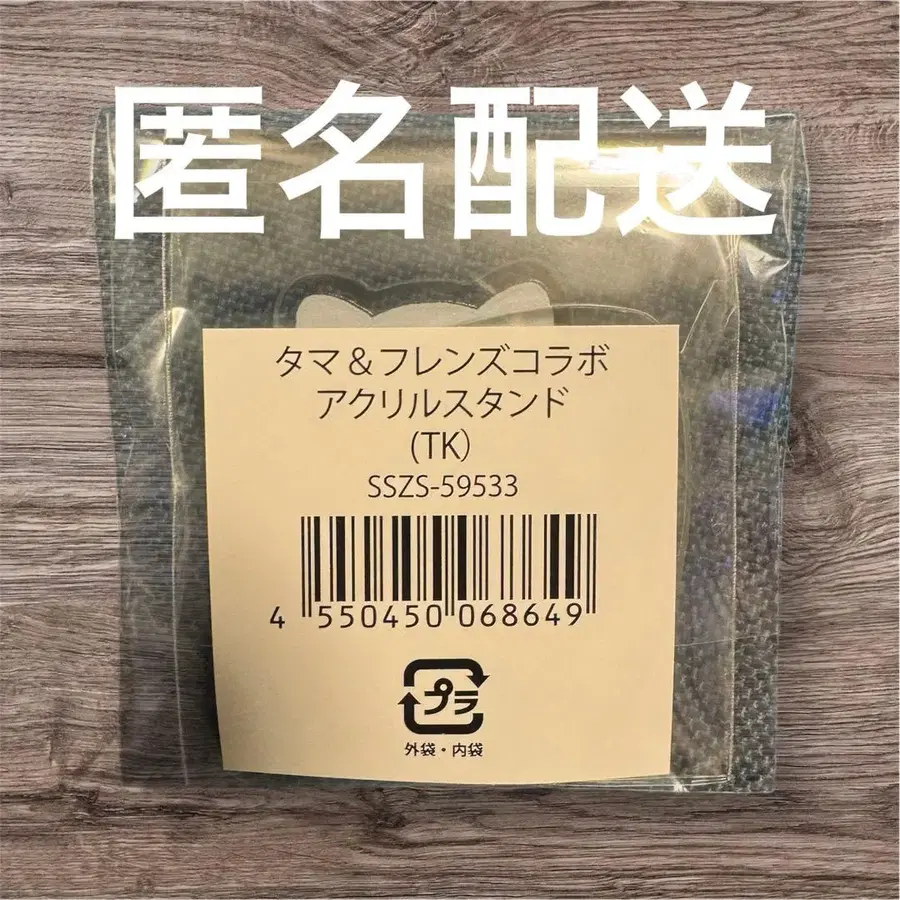 匿名配送
タマ&フレンズコラボ
アクリルスタンド
(TK)
SSZS-59533
4 550450 068649
プラ
外袋・内袋